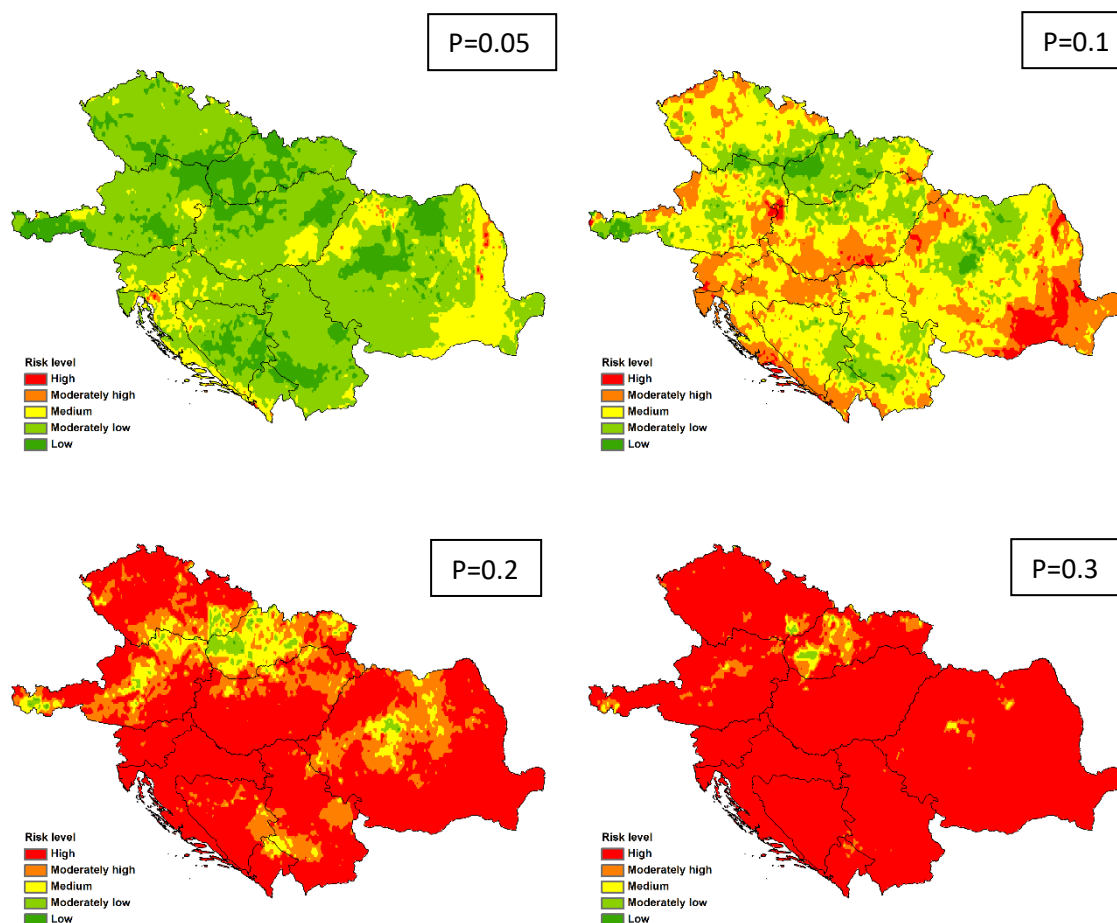 P=0.05
Risk level
High
Moderately high
Medium
Moderately low
Low
P=0.1
Risk level
High
Moderately high
Medium
Moderately low
Low
P=0.2
Risk level
High
Moderately high
Medium
Moderately low
Low
P=0.3
Risk level
High
Moderately high
Medium
Moderately low
Low